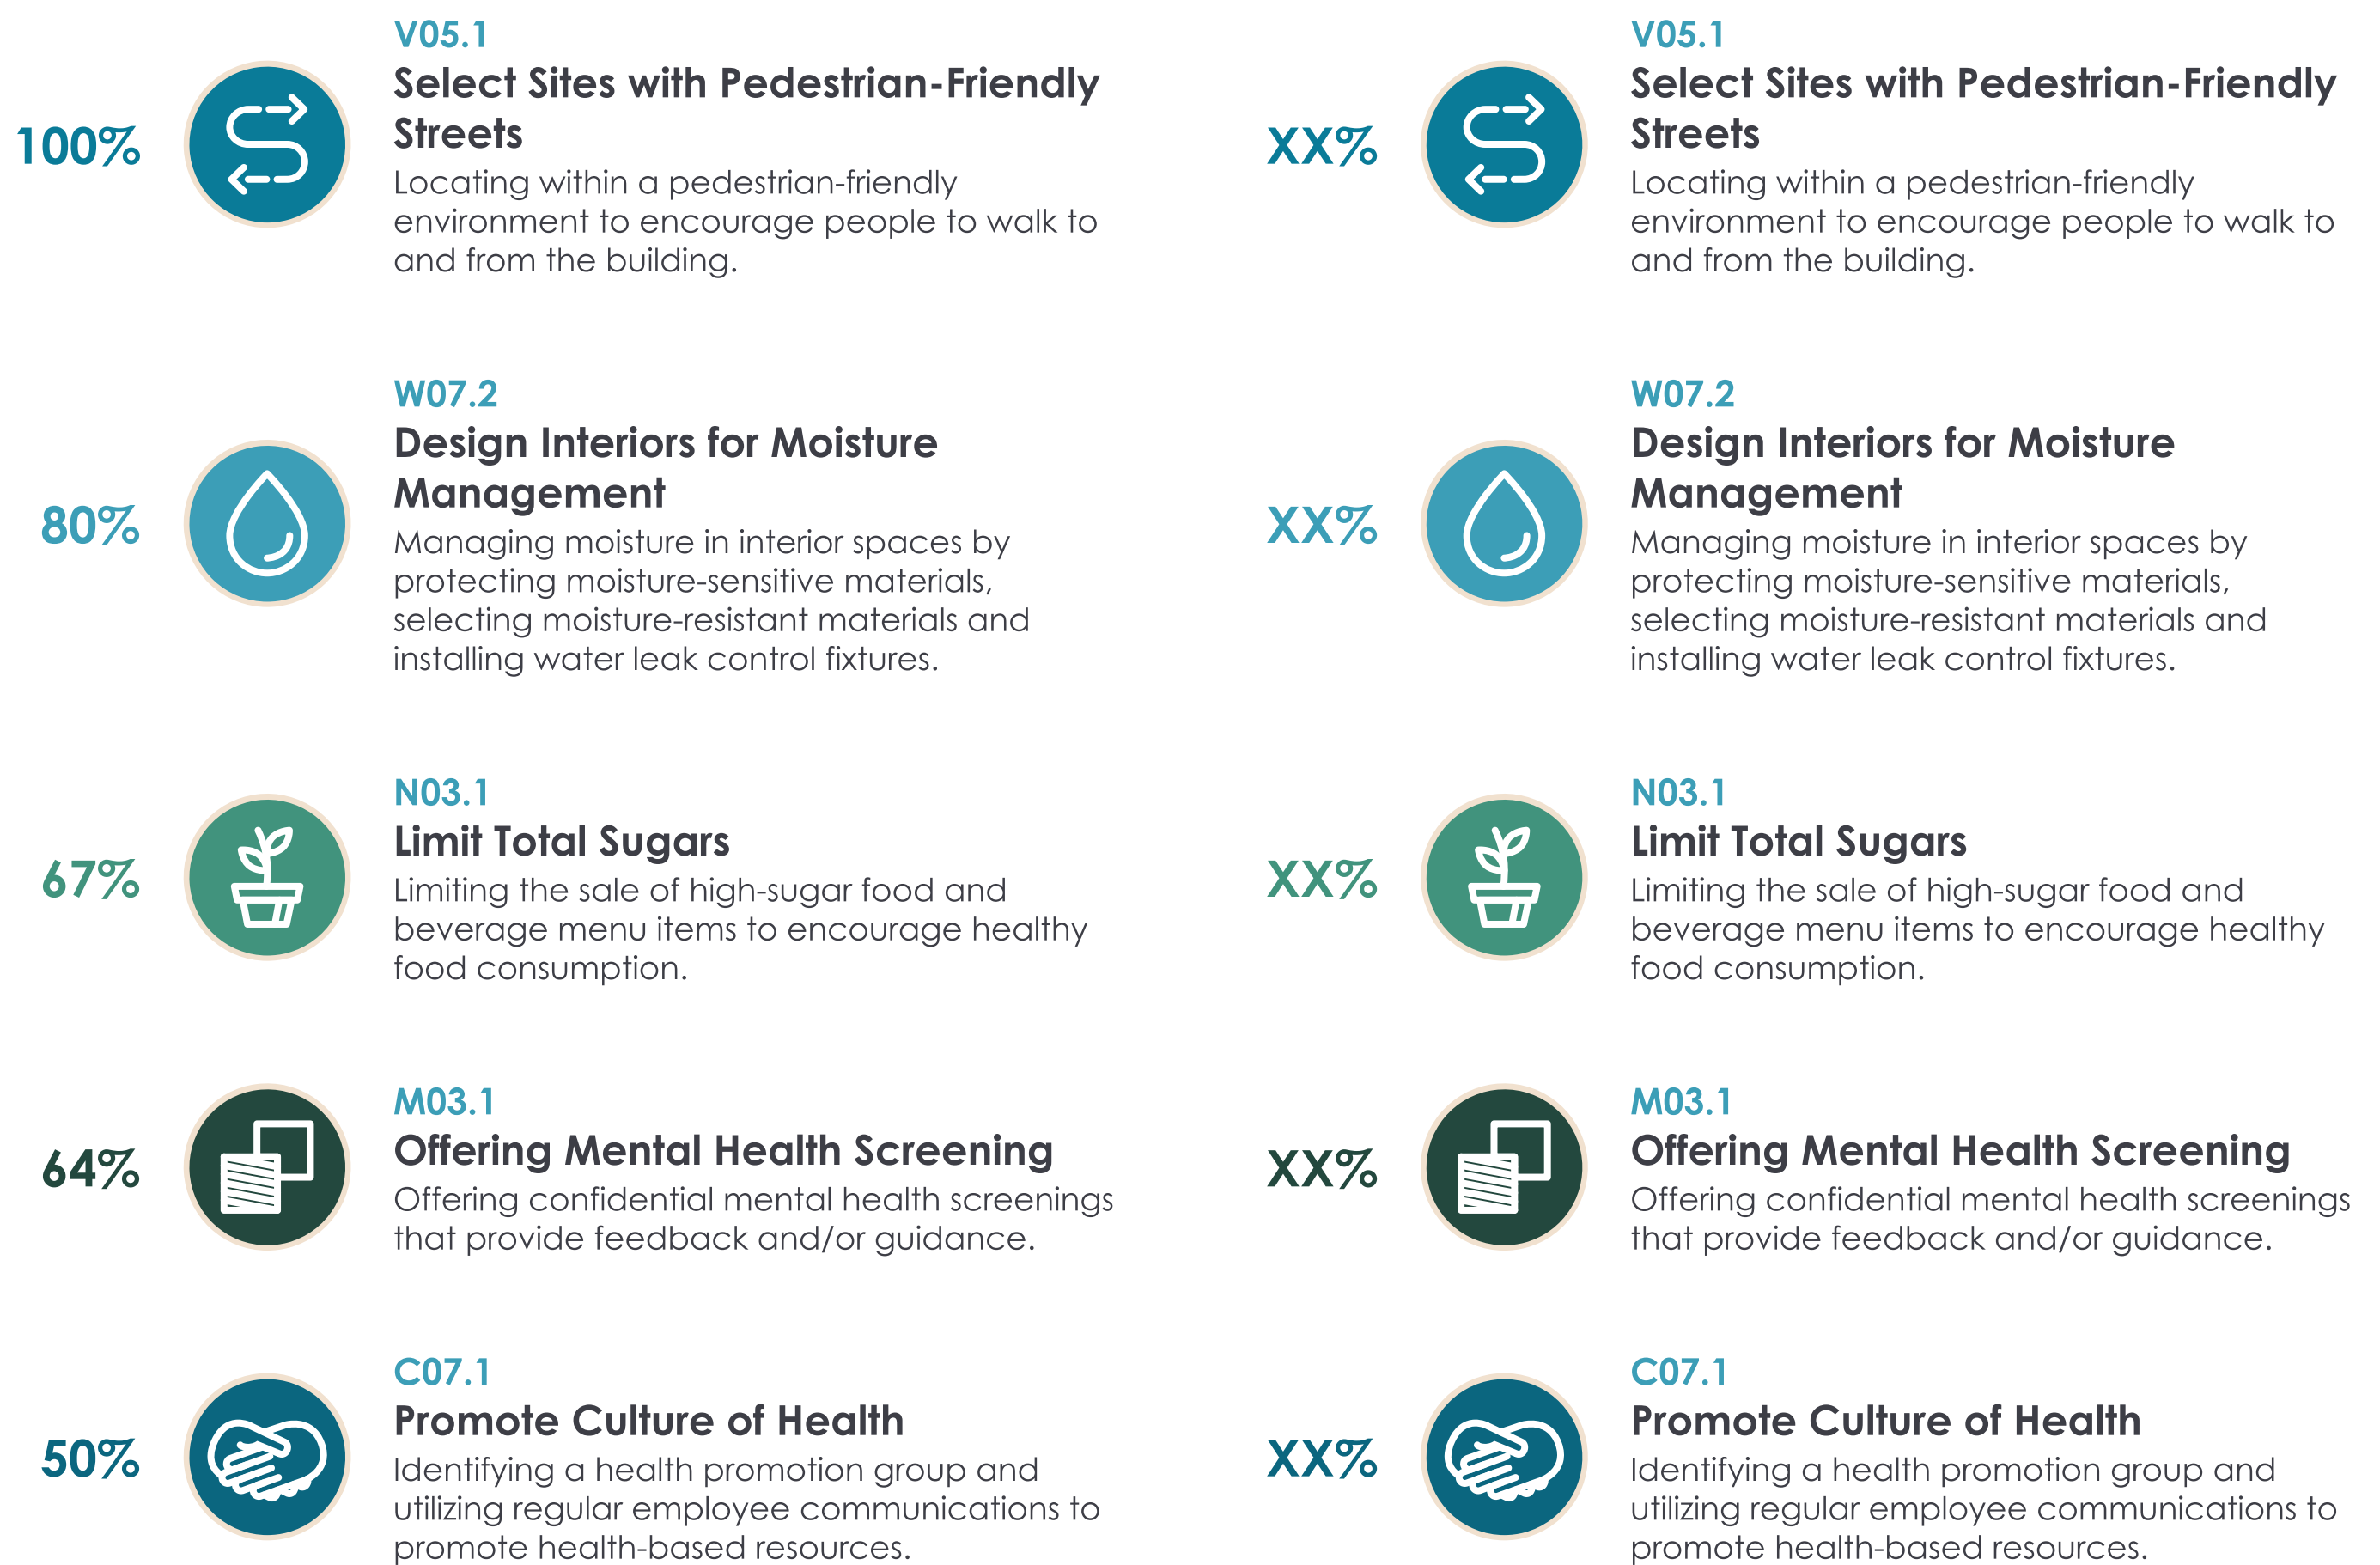 V05.1
Select Sites with Pedestrian-Friendly
Streets
100%
Locating within a pedestrian-friendly
environment to encourage people to walk to
and from the building.
W07.2
Design Interiors for Moisture
Management
80%
Managing moisture in interior spaces by
protecting moisture-sensitive materials,
selecting moisture-resistant materials and
installing water leak control fixtures.
N03.1
Limit Total Sugars
67%
Limiting the sale of high-sugar food and
beverage menu items to encourage healthy
food consumption.
M03.1
Offering Mental Health Screening
64%
Offering confidential mental health screenings
that provide feedback and/or guidance.
C07.1
Promote Culture of Health
50%
Identifying a health promotion group and
utilizing regular employee communications to
promote health-based resources.
V05.1
Select Sites with Pedestrian-Friendly
Streets
XX%
Locating within a pedestrian-friendly
environment to encourage people to walk to
and from the building.
W07.2
Design Interiors for Moisture
Management
XX%
Managing moisture in interior spaces by
protecting moisture-sensitive materials,
selecting moisture-resistant materials and
installing water leak control fixtures.
N03.1
Limit Total Sugars
XX%
Limiting the sale of high-sugar food and
beverage menu items to encourage healthy
food consumption.
M03.1
Offering Mental Health Screening
XX%
Offering confidential mental health screenings
that provide feedback and/or guidance.
C07.1
Promote Culture of Health
XX%
Identifying a health promotion group and
utilizing regular employee communications to
promote health-based resources.